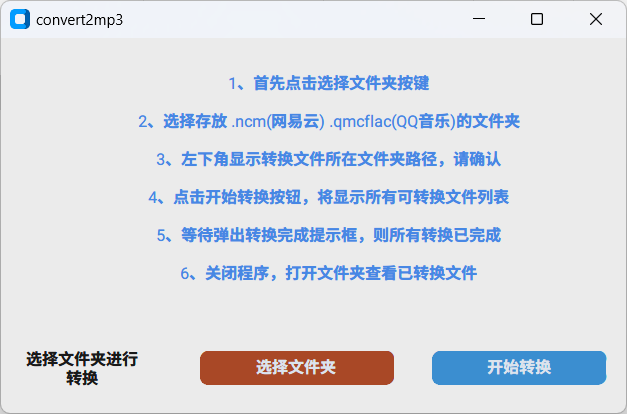 convert2mp3
1、首先点击选择文件夹按键
2、选择存放 .ncm(网易云) .qmcflac(QQ音乐)的文件夹
3、左下角显示转换文件所在文件夹路径，请确认
4、点击开始转换按钮，将显示所有可转换文件列表
5、等待弹出转换完成提示框，则所有转换已完成
6、关闭程序，打开文件夹查看已转换文件
选择文件夹进行
转换
选择文件夹
开始转换